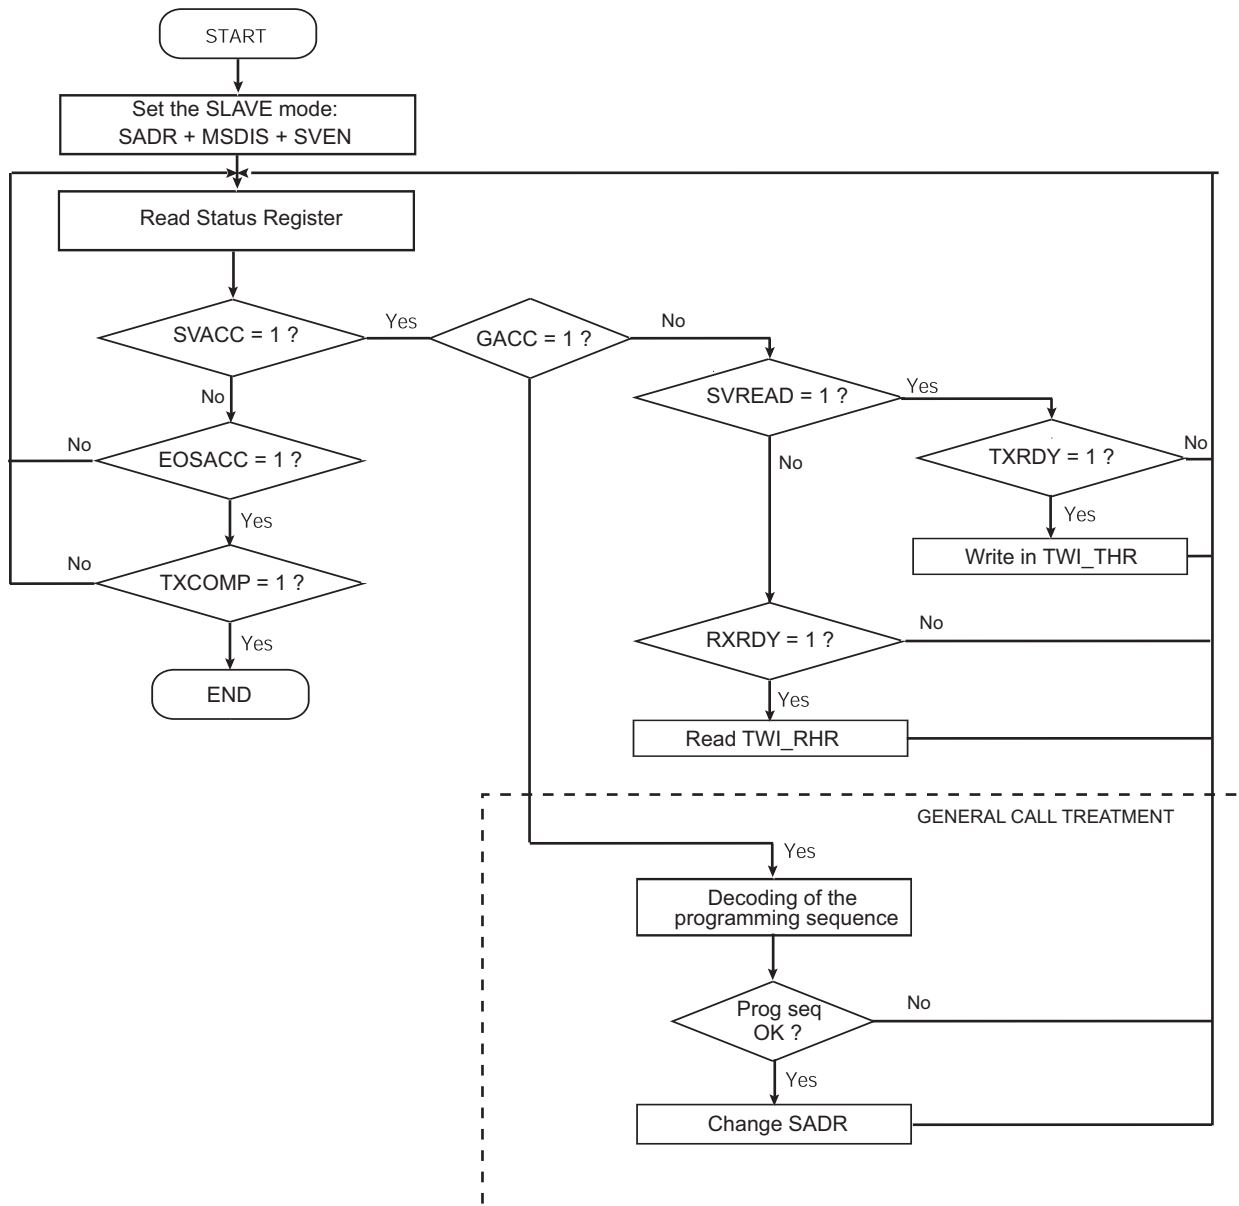 START
Set the SLAVE mode:
SADR + MSDIS + SVEN
Read Status Register
SVACC = 1 ?
Yes
GACC = 1 ?
No
SVREAD = 1 ?
Yes
No
EOSACC = 1 ?
No
TXRDY = 1 ?
No
No
Yes
Yes
Write in TWI_THR
TXCOMP = 1 ?
No
RXRDY = 1 ?
No
Yes
END
Yes
Read TWI_RHR
GENERAL CALL TREATMENT
Yes
Decoding of the
programming sequence
Prog seq
OK ?
No
Yes
Change SADR